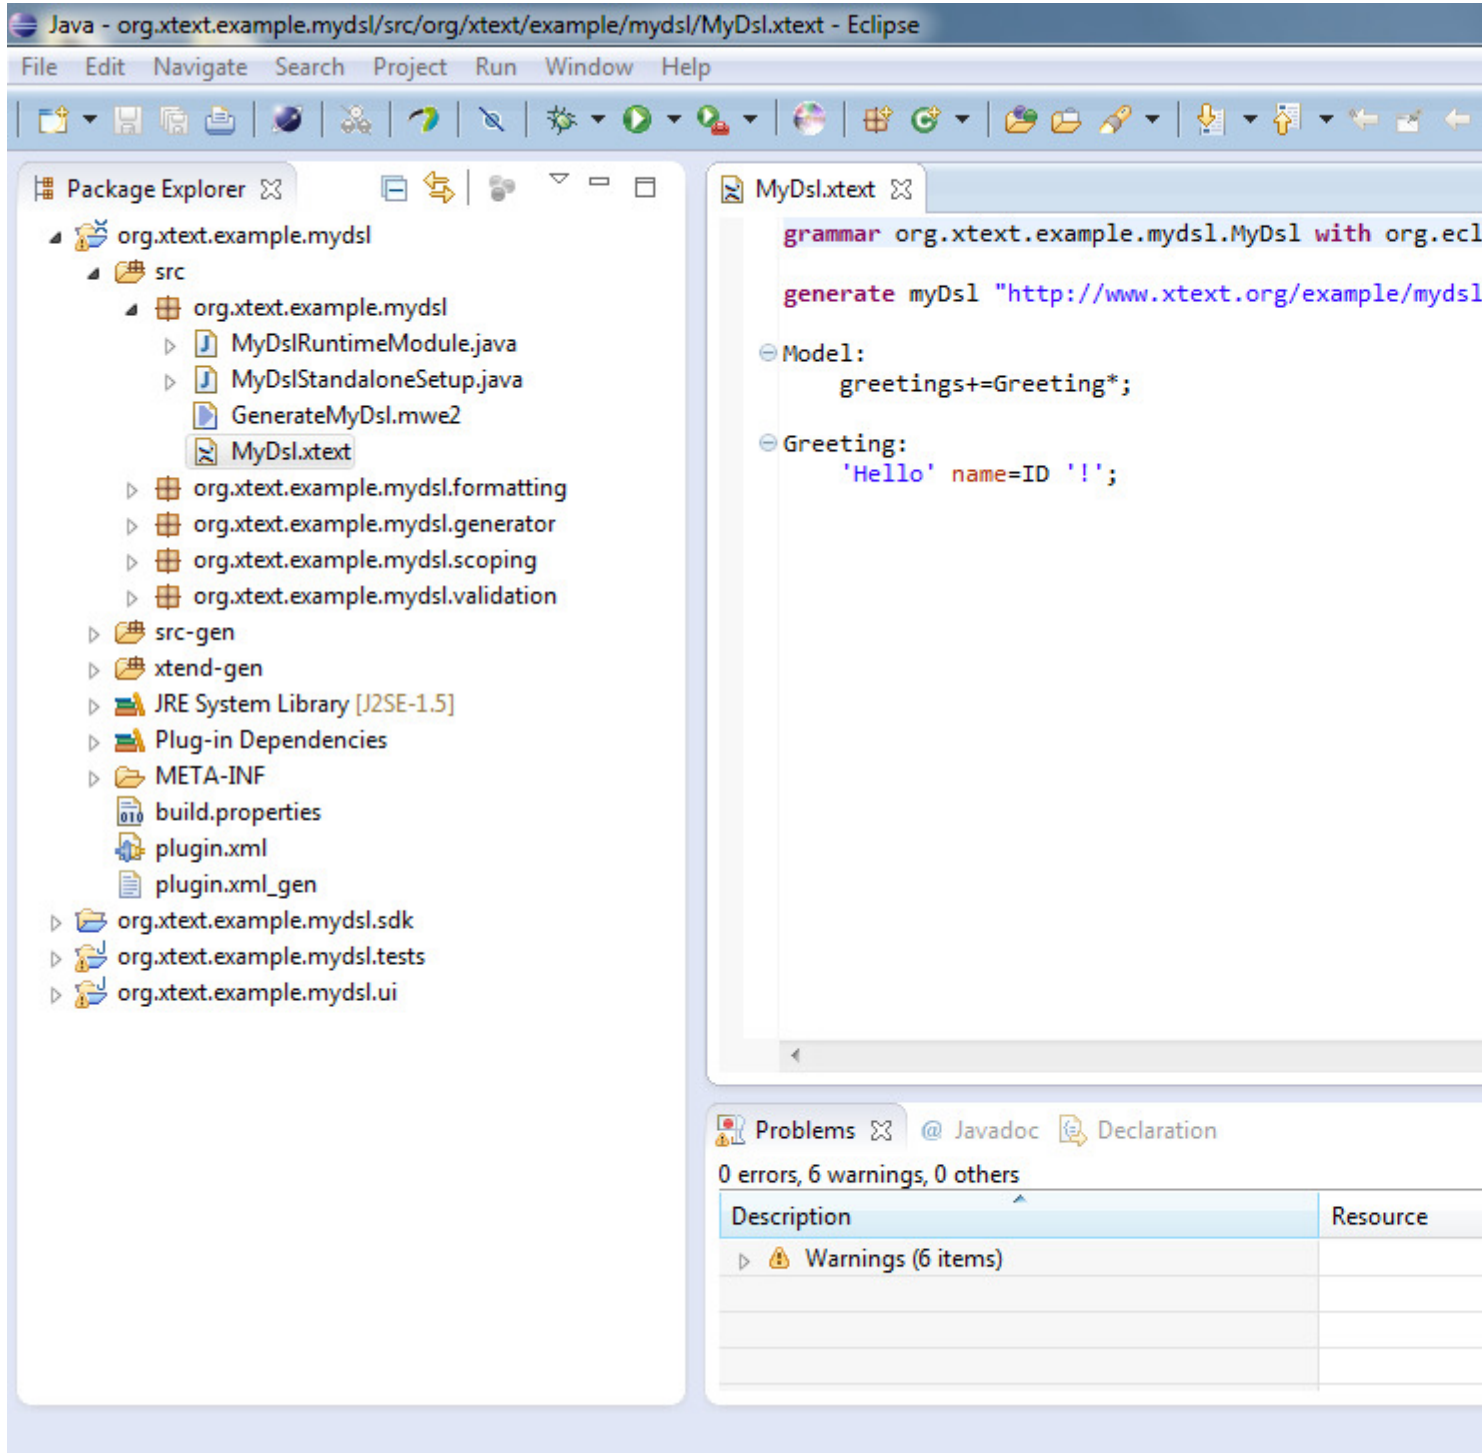 Java - org.xtext.example.mydsl/src/org/xtext/example/mydsl/MyDsl.xtext - Eclipse
File Edit Navigate Search Project Run Window Help
Package Explorer
org.xtext.example.mydsl
src
org.xtext.example.mydsl
MyDslRuntimeModule.java
MyDslStandaloneSetup.java
GenerateMyDsl.mwe2
MyDsl.xtext
org.xtext.example.mydsl.formatting
org.xtext.example.mydsl.generator
org.xtext.example.mydsl.scoping
org.xtext.example.mydsl.validation
src-gen
xtend-gen
JRE System Library [J2SE-1.5]
Plug-in Dependencies
META-INF
build.properties
plugin.xml
plugin.xml_gen
org.xtext.example.mydsl.sdk
org.xtext.example.mydsl.tests
org.xtext.example.mydsl.ui
MyDsl.xtext
grammar org.xtext.example.mydsl.MyDsl with org.ecl
generate myDsl "http://www.xtext.org/example/mydsl
Model:
greetings+=Greeting*;
Greeting:
'Hello' name=ID '!';
Problems @ Javadoc Declaration
0 errors, 6 warnings, 0 others
Description Resource
Warnings (6 items)